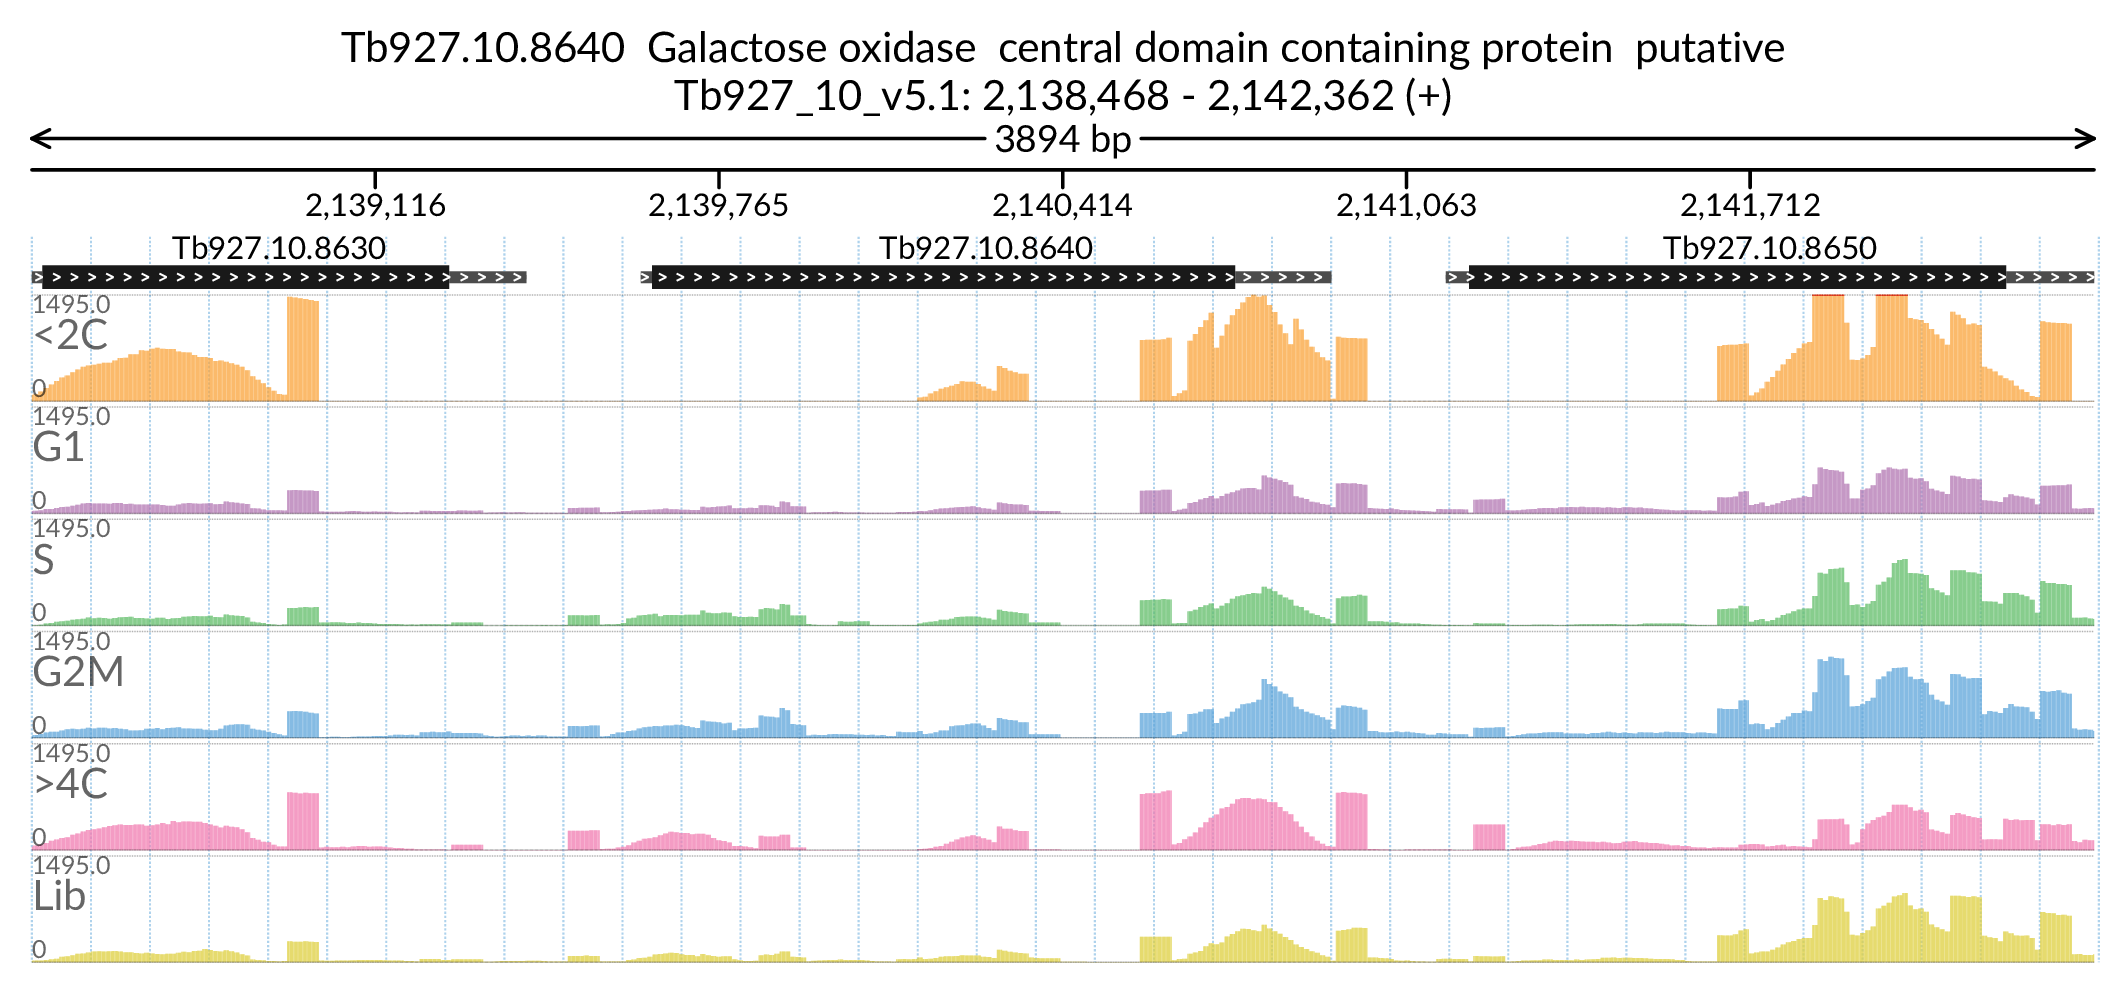 Tb927.10.8640  Galactose oxidase  central domain containing protein  putative
Tb927_10_v5.1: 2,138,468 - 2,142,362 (+)
3894 bp
2,139,116 2,139,765 2,140,414 2,141,063 2,141,712
Tb927.10.8630 Tb927.10.8640 Tb927.10.8650
1495.0
<2C
0
1495.0
G1
0
1495.0
S
0
1495.0
G2M
0
1495.0
>4C
0
1495.0
Lib
0